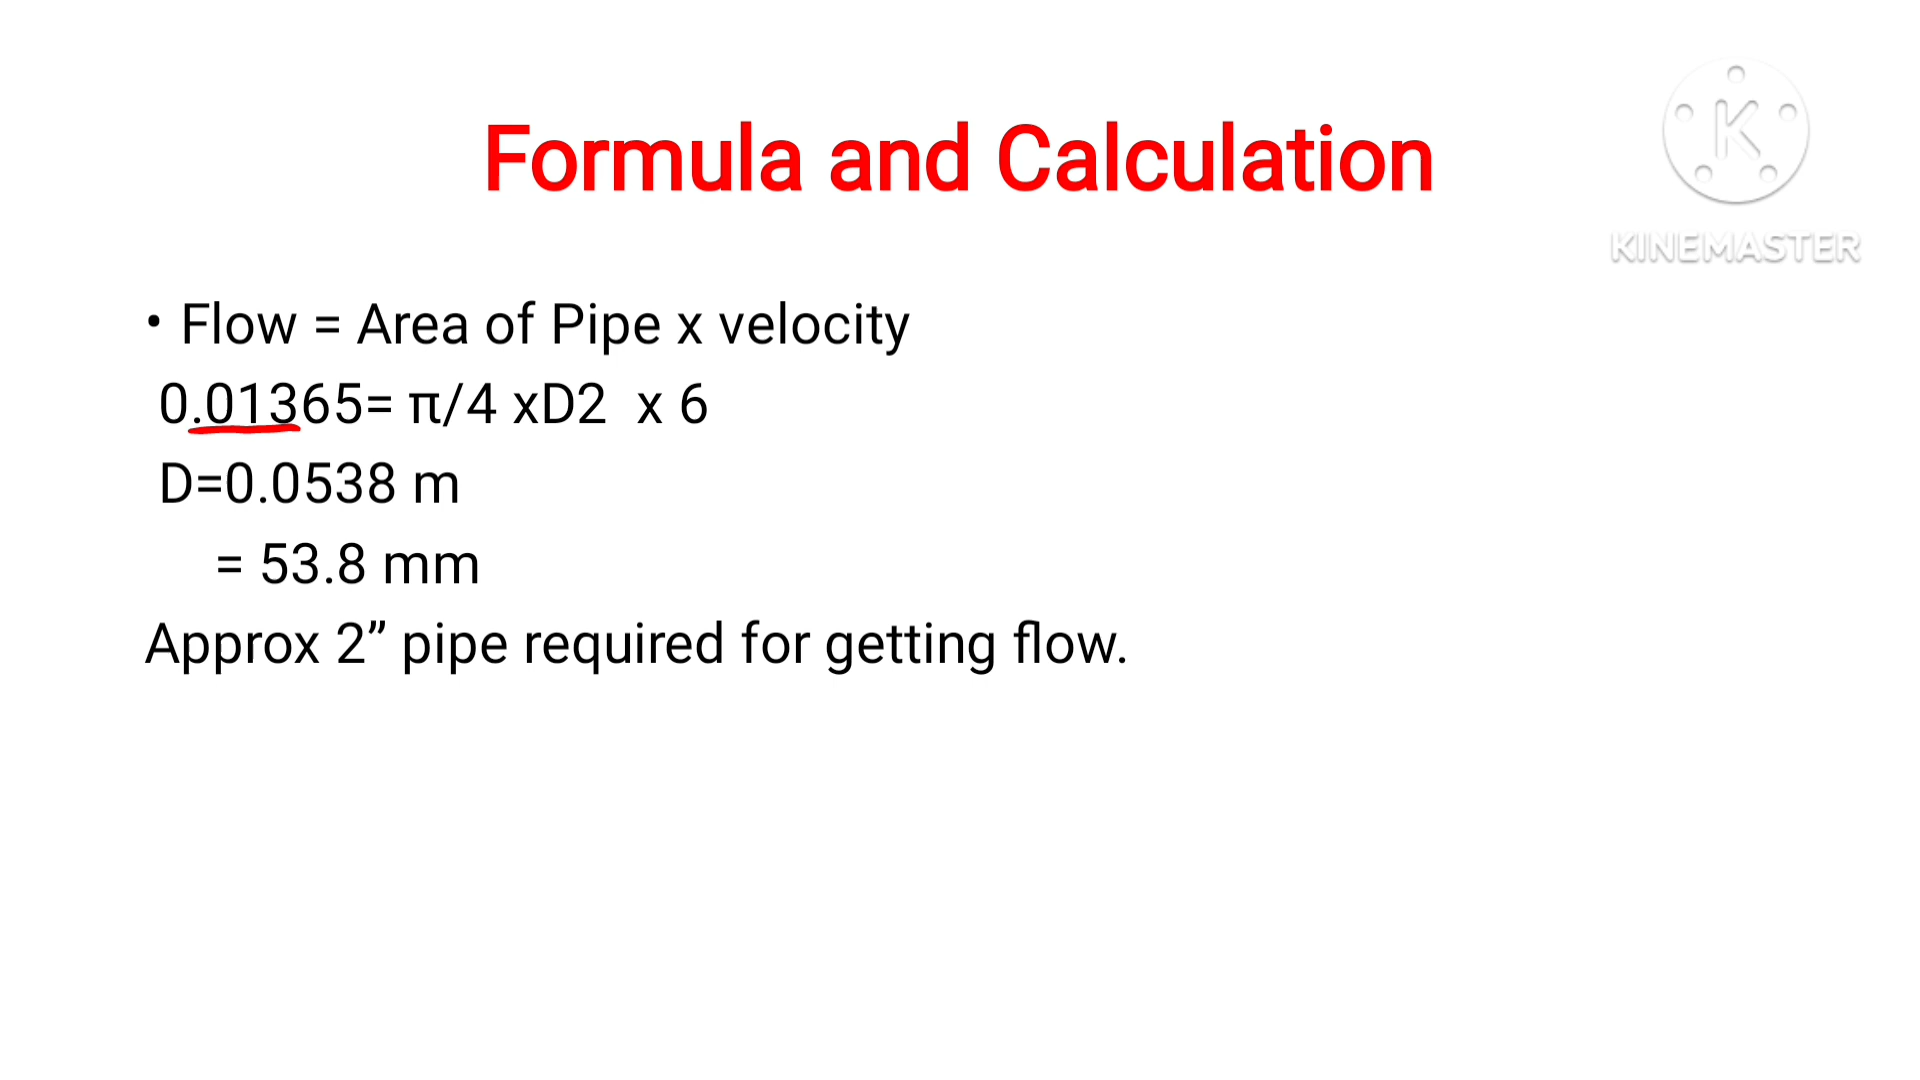 Formula and Calculation
K
KINEMASTER
• Flow = Area of Pipe x velocity
0.01365= π/4 xD2  x 6
D=0.0538 m
= 53.8 mm
Approx 2” pipe required for getting flow.